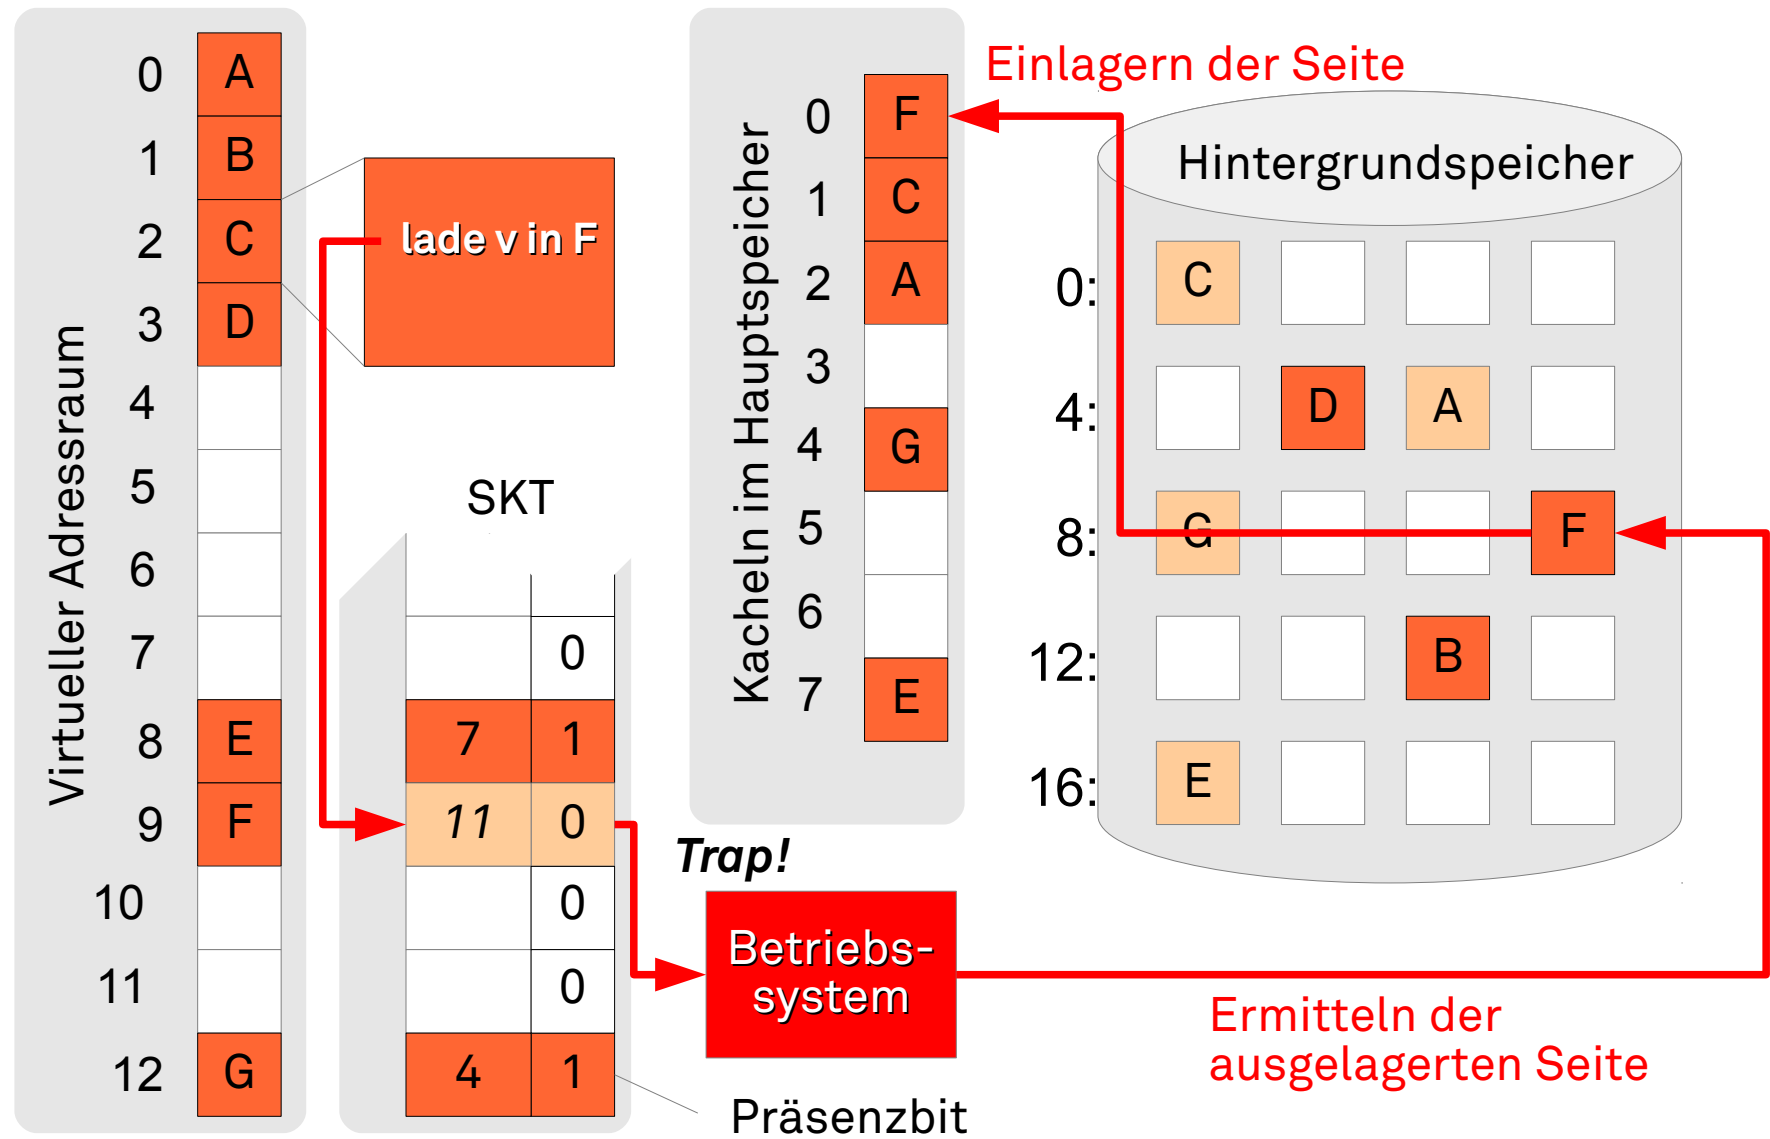 Virtueller Adressraum
0 A
1 B
2 C
3 D
4
5
6
7
8 E
9 F
10
11
12 G
lade v in F
SKT
0
7 1
11 0
0
0
4 1
Präsenzbit
Kacheln im Hauptspeicher
0 F
1 C
2 A
3
4 G
5
6
7 E
Trap!
Betriebs-
system
Einlagern der Seite
Hintergrundspeicher
0: C
4: D A
8: G F
12: B
16: E
Ermitteln der
ausgelagerten Seite